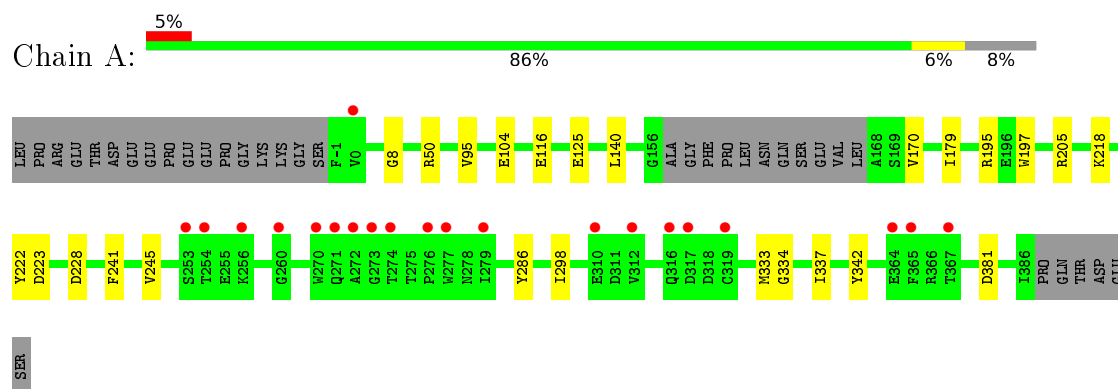 5%
Chain A:
86% 6% 8%
LEU PRO ARG GLU THR ASP GLU GLU PRO GLY GLU PRO GLY LYS LYS GLY SER F-1 V0 G8 R50 V95 E104 E116 E125 L140 G156 ALA GLY PHE PRO LEU ASN GLN SER GLU VAL LEU A168 S169 V170 I179 R195 E196 W197 R205 K218
Y222 D223 D228 F241 V245 S253 T254 E255 K256 G260 W270 Q271 A272 G273 T274 T275 P276 W277 N278 I279 Y286 I298 E310 D311 V312 Q316 D317 D318 C319 M333 G334 I337 Y342 E364 F365 R366 T367 D381 I386 PRO GLN THR ASP GLU
SER